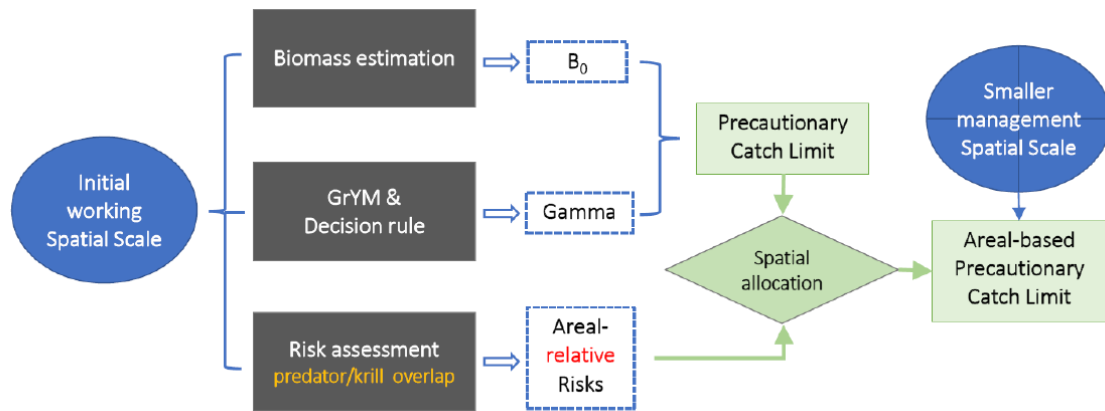 Initial
working
Spatial Scale
Biomass estimation
B₀
GrYM &
Decision rule
Gamma
Risk assessment
predator/krill overlap
Areal-
relative
Risks
Precautionary
Catch Limit
Spatial
allocation
Smaller
management
Spatial Scale
Areal-based
Precautionary
Catch Limit